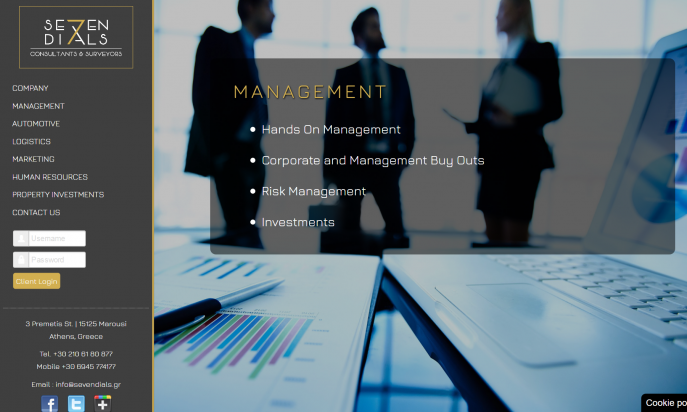 SE7EN
DIALS
CONSULTANTS & SURVEYORS
COMPANY
MANAGEMENT
AUTOMOTIVE
LOGISTICS
MARKETING
HUMAN RESOURCES
PROPERTY INVESTMENTS
CONTACT US
Username
Password
Client Login
3 Premetis St. | 15125 Marousi
Athens, Greece
Tel. +30 210 61 80 877
Mobile +30 6945 774177
Email : info@sevendials.gr
MANAGEMENT
Hands On Management
Corporate and Management Buy Outs
Risk Management
Investments
Cookie po